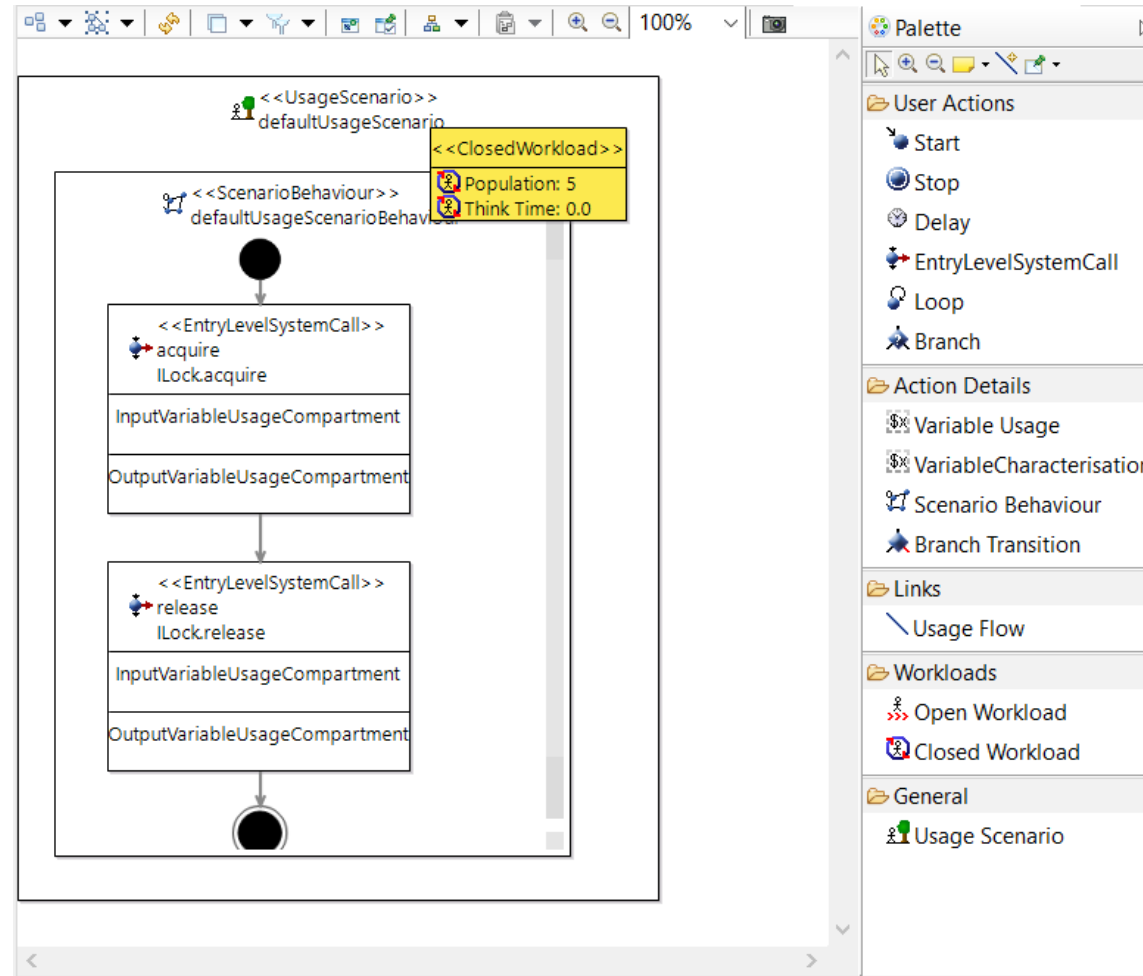 100%
<<UsageScenario>>
defaultUsageScenario
<<ClosedWorkload>>
Population: 5
Think Time: 0.0
<<ScenarioBehaviour>>
defaultUsageScenarioBehaviour
<<EntryLevelSystemCall>>
acquire
ILock.acquire
InputVariableUsageCompartment
OutputVariableUsageCompartment
<<EntryLevelSystemCall>>
release
ILock.release
InputVariableUsageCompartment
OutputVariableUsageCompartment
Palette
User Actions
Start
Stop
Delay
EntryLevelSystemCall
Loop
Branch
Action Details
Variable Usage
VariableCharacterisation
Scenario Behaviour
Branch Transition
Links
Usage Flow
Workloads
Open Workload
Closed Workload
General
Usage Scenario